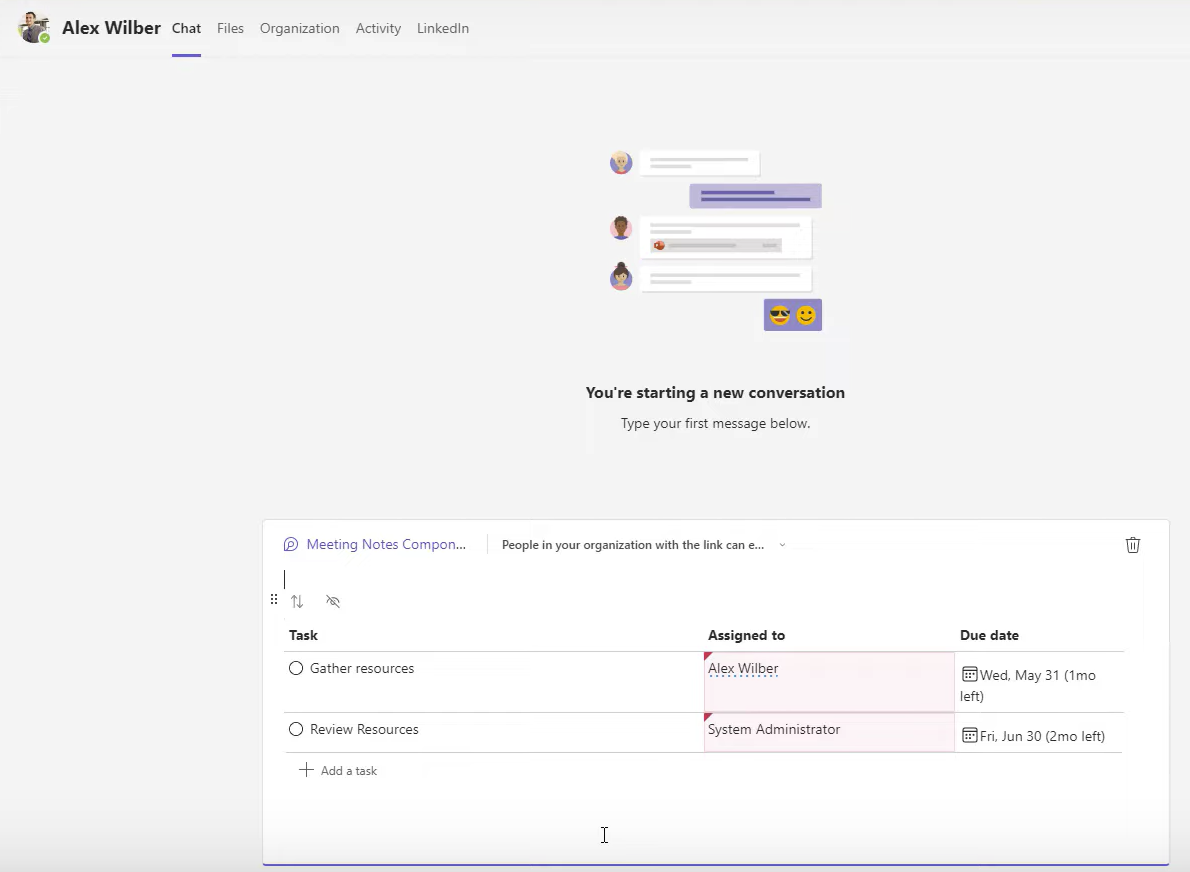 Alex Wilber Chat Files Organization Activity LinkedIn
You're starting a new conversation
Type your first message below.
Meeting Notes Compon... People in your organization with the link can e...
Task Assigned to Due date
Gather resources Alex Wilber Wed, May 31 (1mo
left)
Review Resources System Administrator Fri, Jun 30 (2mo left)
Add a task